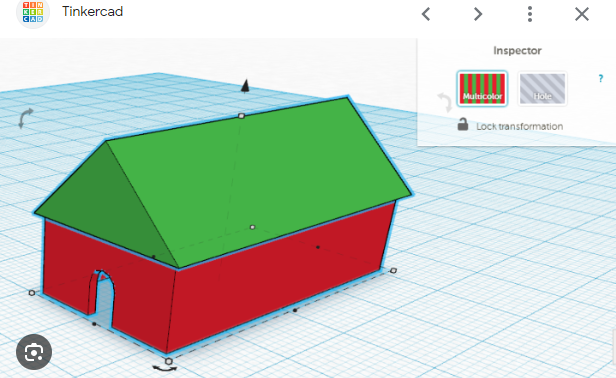 TIN
KER
CAD
Tinkercad
Inspector
Multicolor
Hole
?
Lock transformation